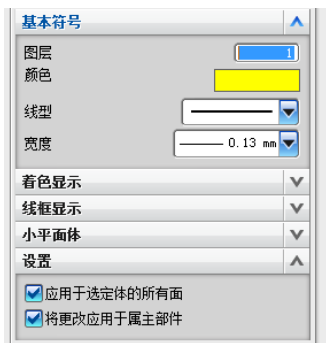 基本符号
图层 1
颜色
线型
宽度 0.13 mm
着色显示
线框显示
小平面体
设置
应用于选定体的所有面
将更改应用于属主部件